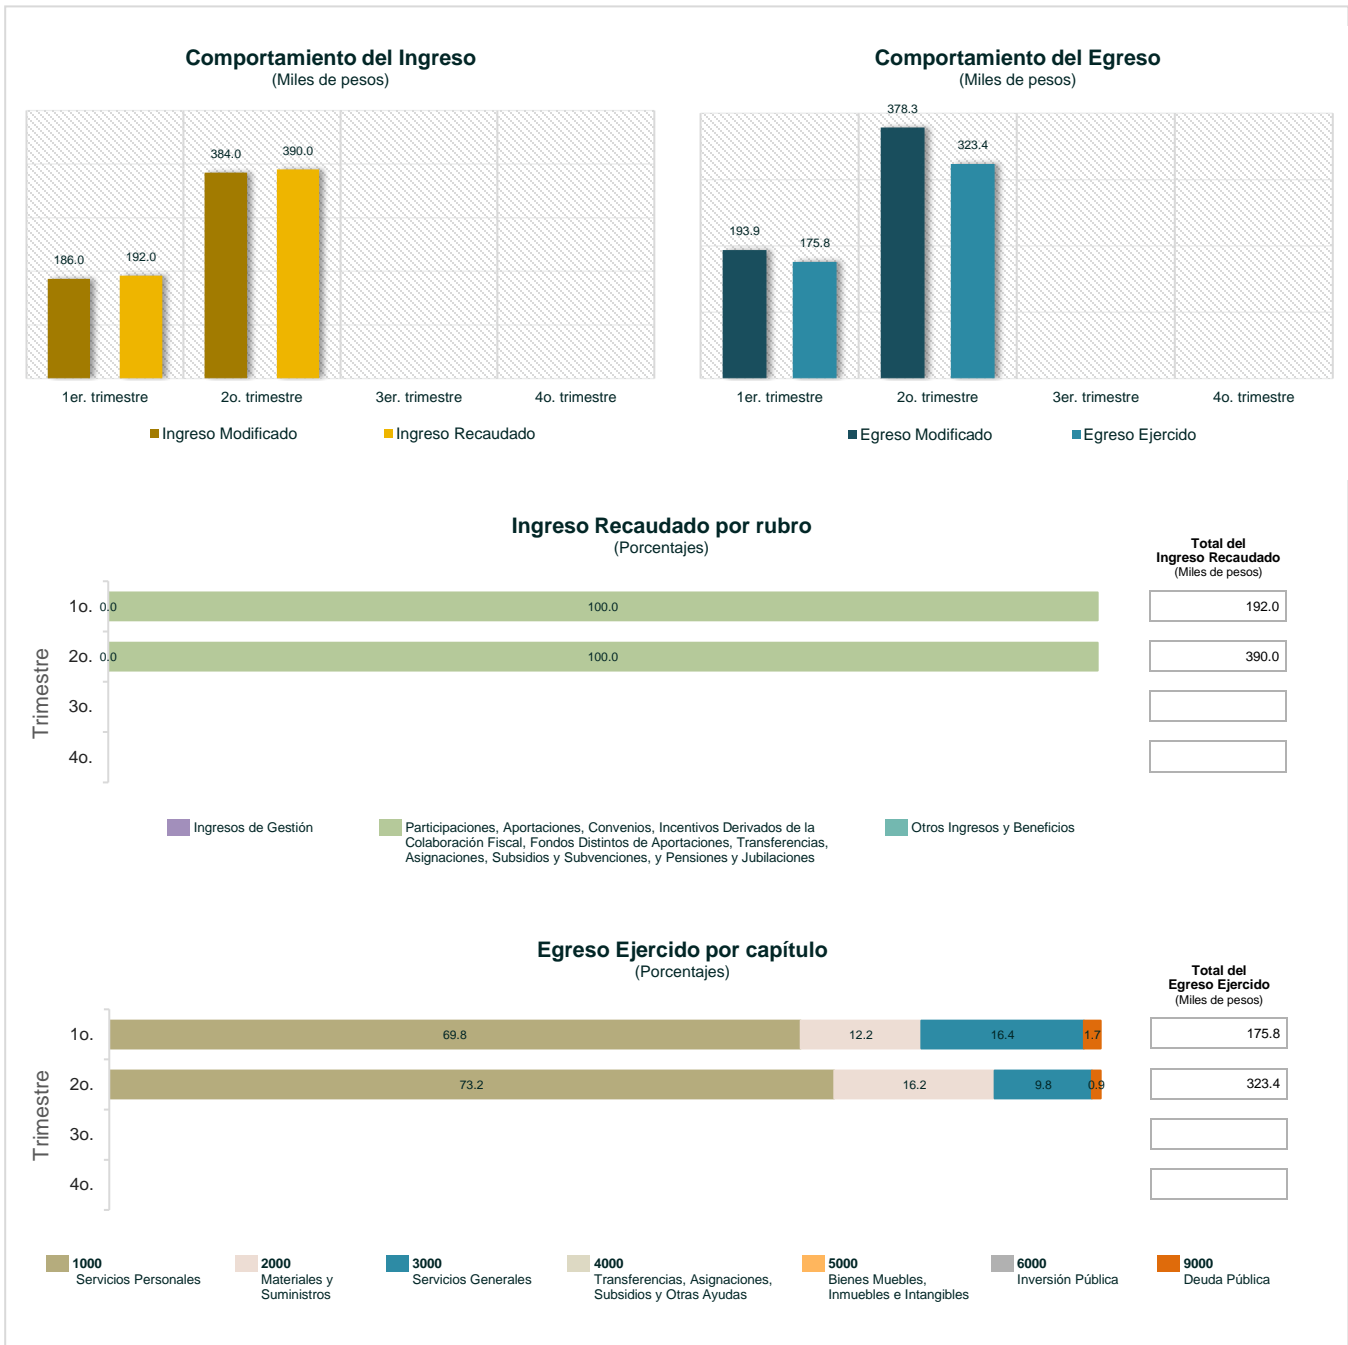 Comportamiento del Ingreso
(Miles de pesos)
186.0
192.0
384.0
390.0
1er. trimestre
2o. trimestre
3er. trimestre
4o. trimestre
Ingreso Modificado
Ingreso Recaudado
Comportamiento del Egreso
(Miles de pesos)
193.9
175.8
378.3
323.4
1er. trimestre
2o. trimestre
3er. trimestre
4o. trimestre
Egreso Modificado
Egreso Ejercido
Ingreso Recaudado por rubro
(Porcentajes)
Total del
Ingreso Recaudado
(Miles de pesos)
Trimestre
1o. 0.0 100.0 192.0
2o. 0.0 100.0 390.0
3o.
4o.
Ingresos de Gestión
Participaciones, Aportaciones, Convenios, Incentivos Derivados de la
Colaboración Fiscal, Fondos Distintos de Aportaciones, Transferencias,
Asignaciones, Subsidios y Subvenciones, y Pensiones y Jubilaciones
Otros Ingresos y Beneficios
Egreso Ejercido por capítulo
(Porcentajes)
Total del
Egreso Ejercido
(Miles de pesos)
Trimestre
1o. 69.8 12.2 16.4 1.7 175.8
2o. 73.2 16.2 9.8 0.9 323.4
3o.
4o.
1000
Servicios Personales
2000
Materiales y
Suministros
3000
Servicios Generales
4000
Transferencias, Asignaciones,
Subsidios y Otras Ayudas
5000
Bienes Muebles,
Inmuebles e Intangibles
6000
Inversión Pública
9000
Deuda Pública